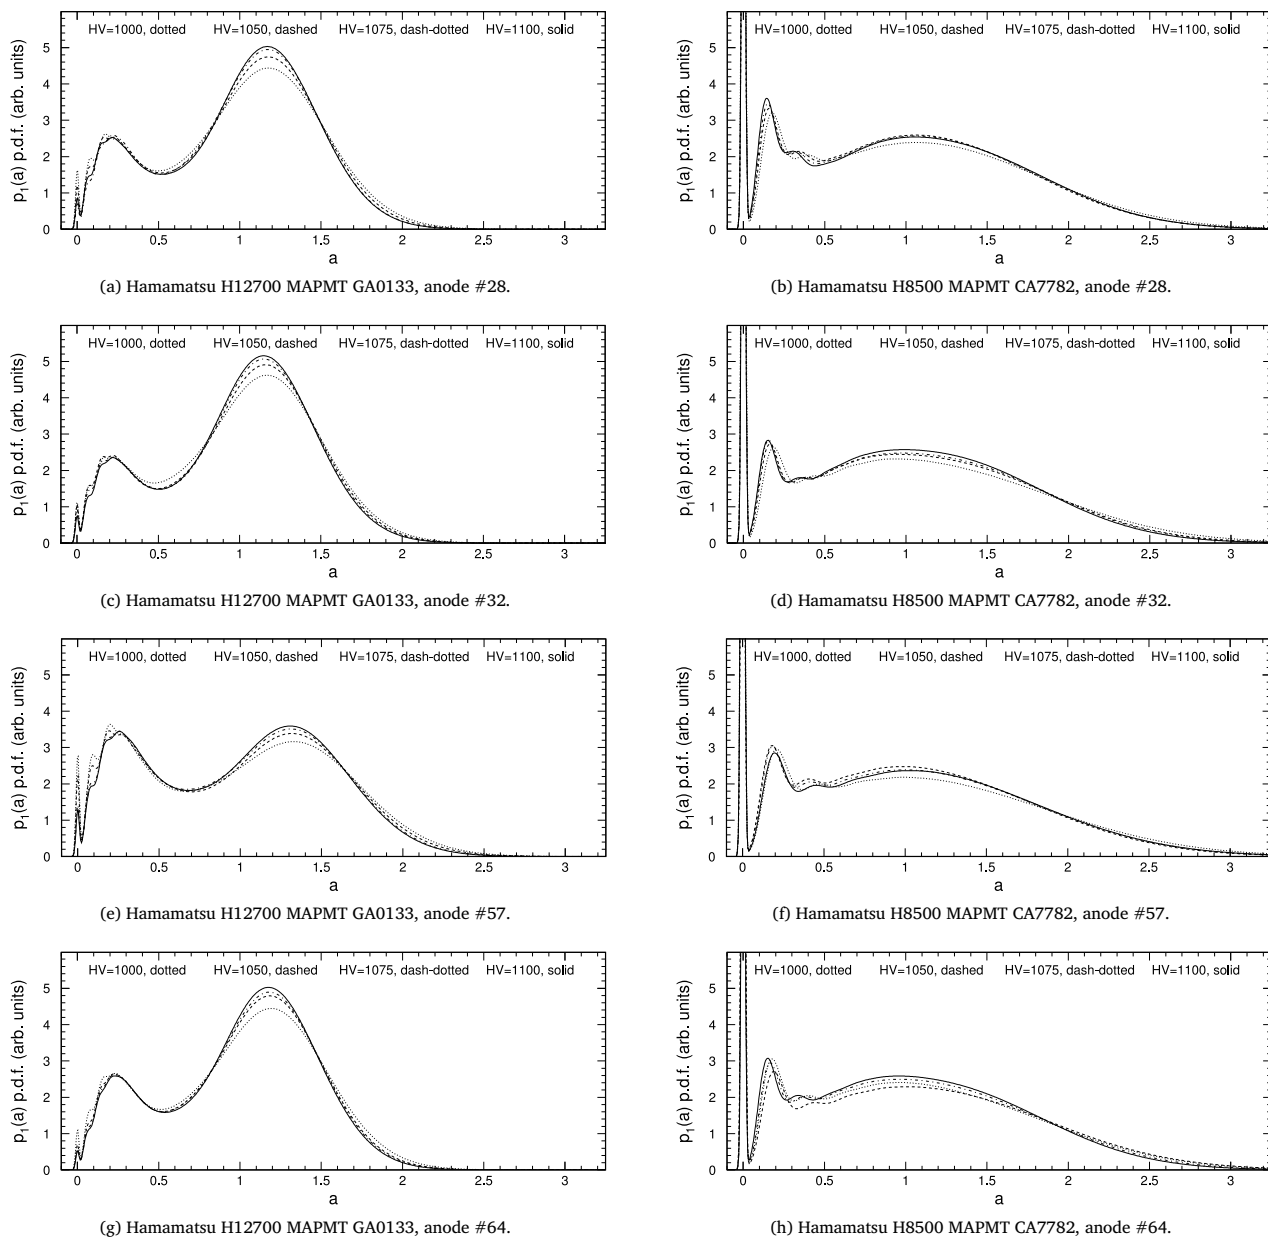 HV=1000, dotted HV=1050, dashed HV=1075, dash-dotted HV=1100, solid
p1(a) p.d.f. (arb. units)
5
4
3
2
1
0
0 0.5 1 1.5 2 2.5 3
a
(a) Hamamatsu H12700 MAPMT GA0133, anode #28.
HV=1000, dotted HV=1050, dashed HV=1075, dash-dotted HV=1100, solid
p1(a) p.d.f. (arb. units)
5
4
3
2
1
0
0 0.5 1 1.5 2 2.5 3
a
(b) Hamamatsu H8500 MAPMT CA7782, anode #28.
HV=1000, dotted HV=1050, dashed HV=1075, dash-dotted HV=1100, solid
p1(a) p.d.f. (arb. units)
5
4
3
2
1
0
0 0.5 1 1.5 2 2.5 3
a
(c) Hamamatsu H12700 MAPMT GA0133, anode #32.
HV=1000, dotted HV=1050, dashed HV=1075, dash-dotted HV=1100, solid
p1(a) p.d.f. (arb. units)
5
4
3
2
1
0
0 0.5 1 1.5 2 2.5 3
a
(d) Hamamatsu H8500 MAPMT CA7782, anode #32.
HV=1000, dotted HV=1050, dashed HV=1075, dash-dotted HV=1100, solid
p1(a) p.d.f. (arb. units)
5
4
3
2
1
0
0 0.5 1 1.5 2 2.5 3
a
(e) Hamamatsu H12700 MAPMT GA0133, anode #57.
HV=1000, dotted HV=1050, dashed HV=1075, dash-dotted HV=1100, solid
p1(a) p.d.f. (arb. units)
5
4
3
2
1
0
0 0.5 1 1.5 2 2.5 3
a
(f) Hamamatsu H8500 MAPMT CA7782, anode #57.
HV=1000, dotted HV=1050, dashed HV=1075, dash-dotted HV=1100, solid
p1(a) p.d.f. (arb. units)
5
4
3
2
1
0
0 0.5 1 1.5 2 2.5 3
a
(g) Hamamatsu H12700 MAPMT GA0133, anode #64.
HV=1000, dotted HV=1050, dashed HV=1075, dash-dotted HV=1100, solid
p1(a) p.d.f. (arb. units)
5
4
3
2
1
0
0 0.5 1 1.5 2 2.5 3
a
(h) Hamamatsu H8500 MAPMT CA7782, anode #64.